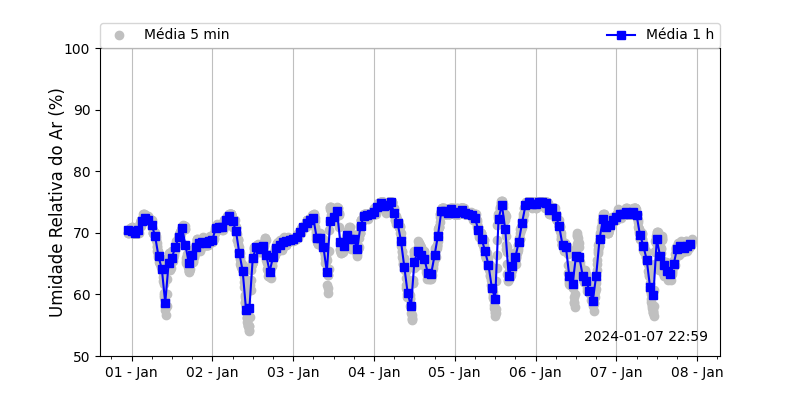 Média 5 min
Média 1 h
Umidade Relativa do Ar (%)
100
90
80
70
60
50
2024-01-07 22:59
01 - Jan
02 - Jan
03 - Jan
04 - Jan
05 - Jan
06 - Jan
07 - Jan
08 - Jan